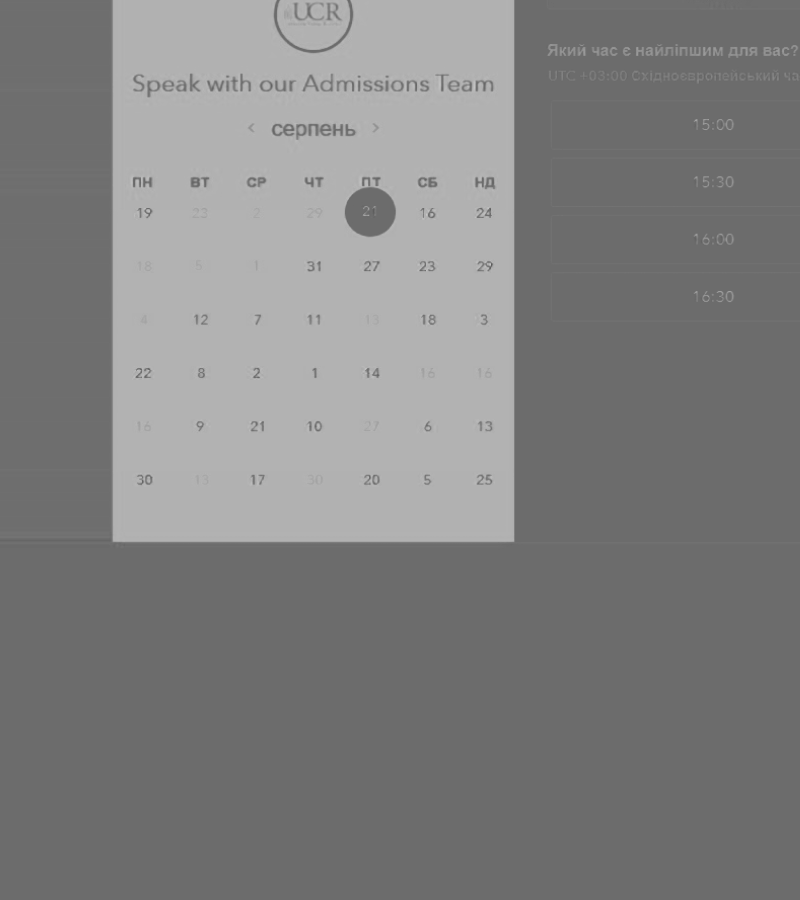 UCR
Speak with our Admissions Team
‹ серпень ›
ПН ВТ СР ЧТ ПТ СБ НД
19 23 2 29 21 16 24
18 5 1 31 27 23 29
4 12 7 11 13 18 3
22 8 2 1 14 16 16
16 9 21 10 27 6 13
30 13 17 30 20 5 25
Який час є найліпшим для вас?
UTC +03:00 Східноєвропейський ча
15:00
15:30
16:00
16:30